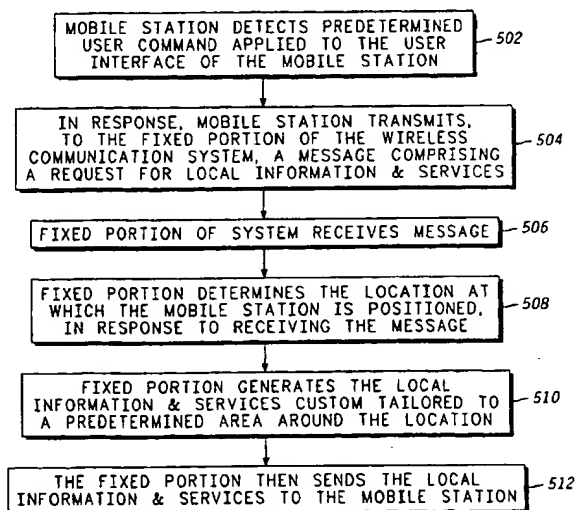 MOBILE STATION DETECTS PREDETERMINED
USER COMMAND APPLIED TO THE USER
INTERFACE OF THE MOBILE STATION
502
IN RESPONSE, MOBILE STATION TRANSMITS,
TO THE FIXED PORTION OF THE WIRELESS
COMMUNICATION SYSTEM, A MESSAGE COMPRISING
A REQUEST FOR LOCAL INFORMATION & SERVICES
504
FIXED PORTION OF SYSTEM RECEIVES MESSAGE
506
FIXED PORTION DETERMINES THE LOCATION AT
WHICH THE MOBILE STATION IS POSITIONED,
IN RESPONSE TO RECEIVING THE MESSAGE
508
FIXED PORTION GENERATES THE LOCAL
INFORMATION & SERVICES CUSTOM TAILORED TO
A PREDETERMINED AREA AROUND THE LOCATION
510
THE FIXED PORTION THEN SENDS THE LOCAL
INFORMATION & SERVICES TO THE MOBILE STATION
512